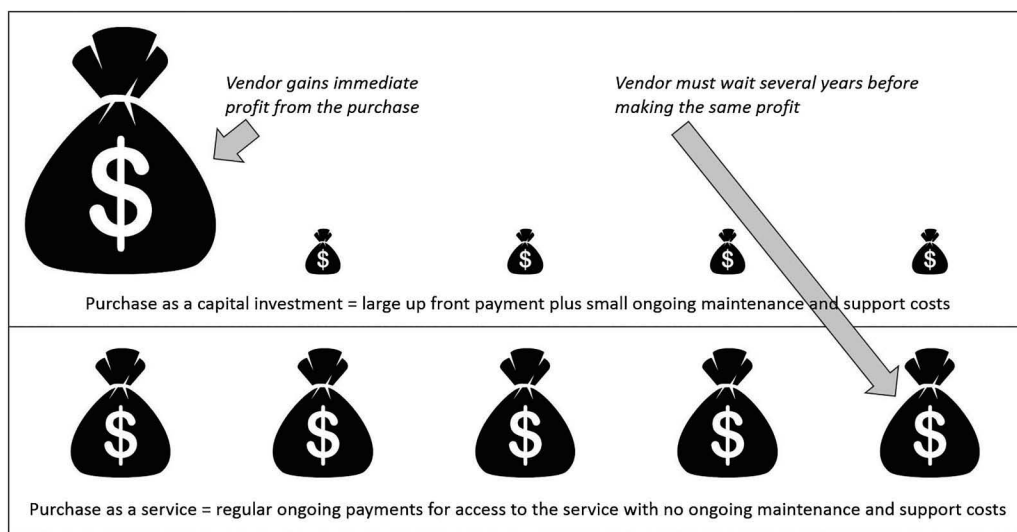 Vendor gains immediate
profit from the purchase
Vendor must wait several years before
making the same profit
$
$
$
$
$
Purchase as a capital investment = large up front payment plus small ongoing maintenance and support costs
$
$
$
$
$
Purchase as a service = regular ongoing payments for access to the service with no ongoing maintenance and support costs